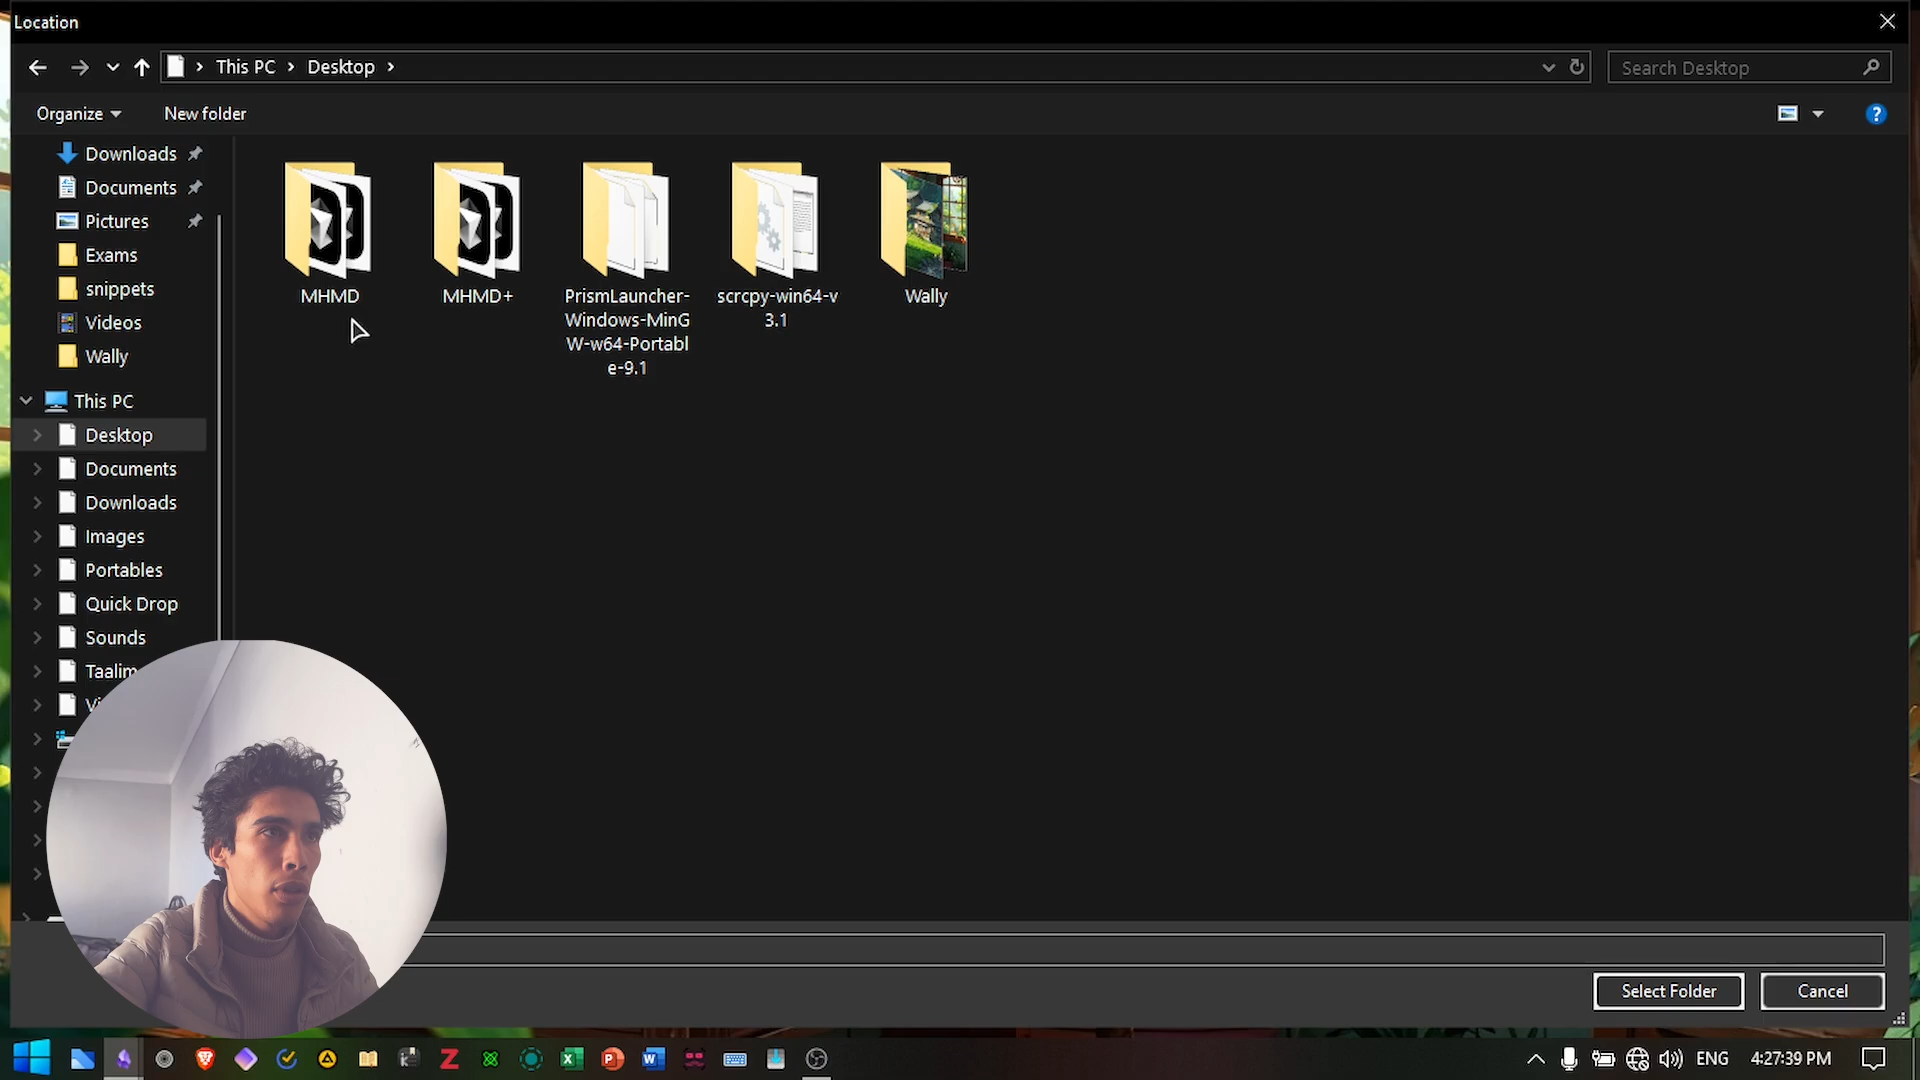 Location
This PC
Desktop
Search Desktop
Organize
New folder
Downloads
Documents
Pictures
Exams
snippets
Videos
Wally
This PC
Desktop
Documents
Downloads
Images
Portables
Quick Drop
Sounds
MHMD
MHMD+
PrismLauncher-
Windows-MinG
W-w64-Portabl
e-9.1
scrcpy-win64-v
3.1
Wally
Select Folder
Cancel
ENG
4:27:39 PM